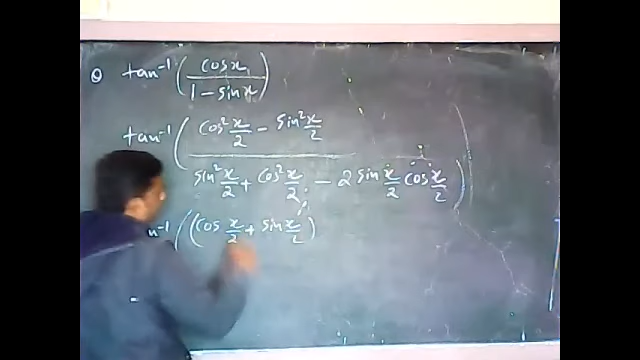 Q tan⁻¹ ( cos x / 1 − sin x )
tan⁻¹ ( cos² x/2 − sin² x/2 / sin² x/2 + cos² x/2 − 2 sin x/2 cos x/2 )
n⁻¹ ( ( cos x/2 + sin x/2 )